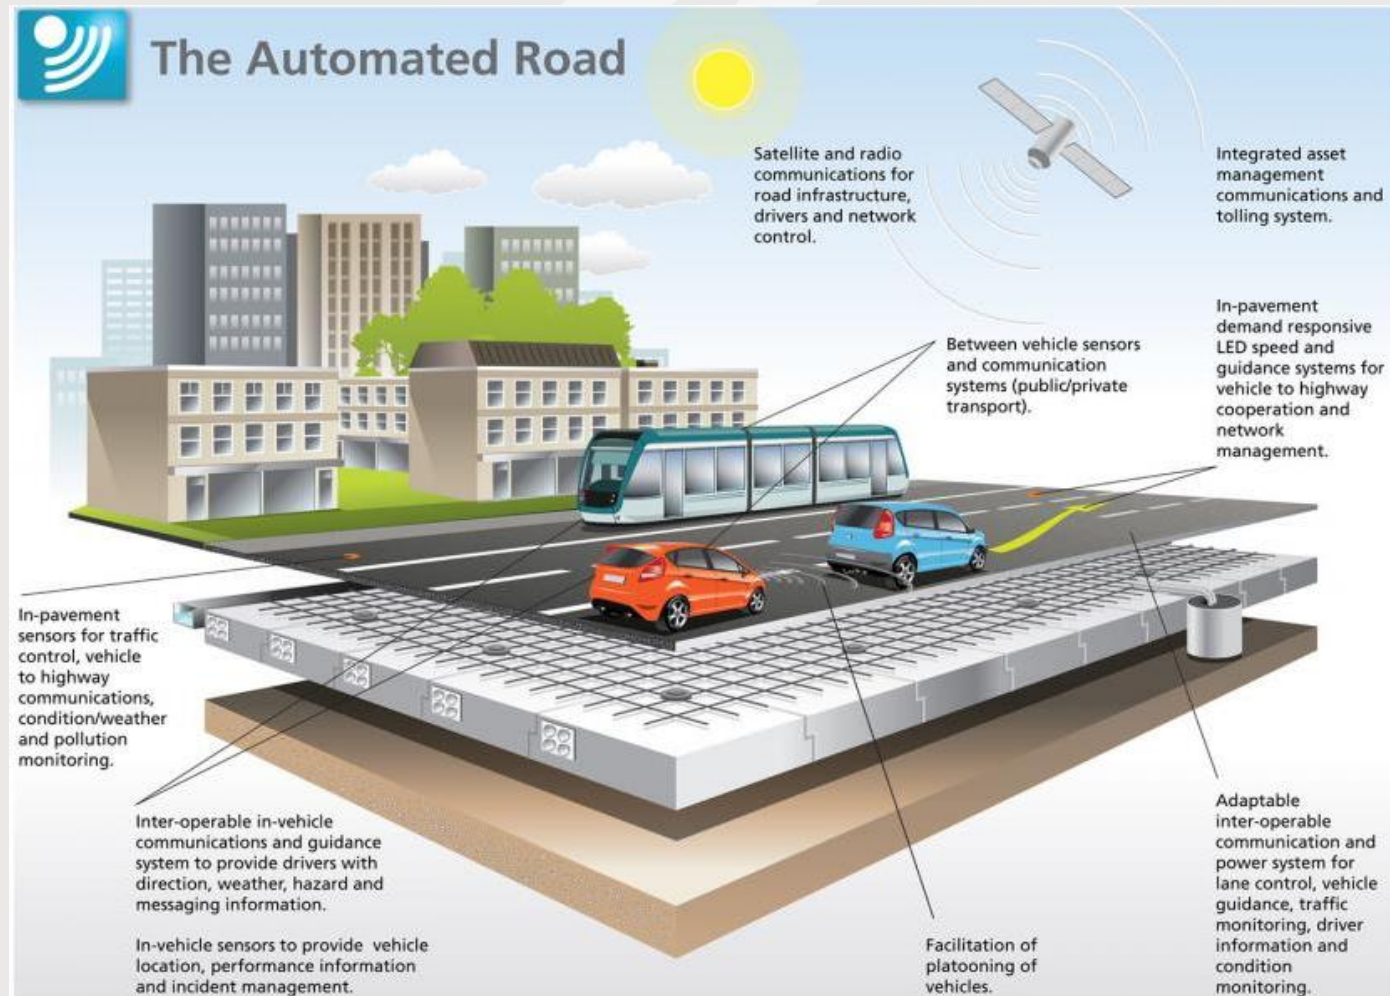 The Automated Road
Satellite and radio
communications for
road infrastructure,
drivers and network
control.
Integrated asset
management
communications and
tolling system.
In-pavement
demand responsive
LED speed and
guidance systems for
vehicle to highway
cooperation and
network
management.
Between vehicle sensors
and communication
systems (public/private
transport).
In-pavement
sensors for traffic
control, vehicle
to highway
communications,
condition/weather
and pollution
monitoring.
Inter-operable in-vehicle
communications and guidance
system to provide drivers with
direction, weather, hazard and
messaging information.
In-vehicle sensors to provide vehicle
location, performance information
and incident management.
Facilitation of
platooning of
vehicles.
Adaptable
inter-operable
communication and
power system for
lane control, vehicle
guidance, traffic
monitoring, driver
information and
condition
monitoring.